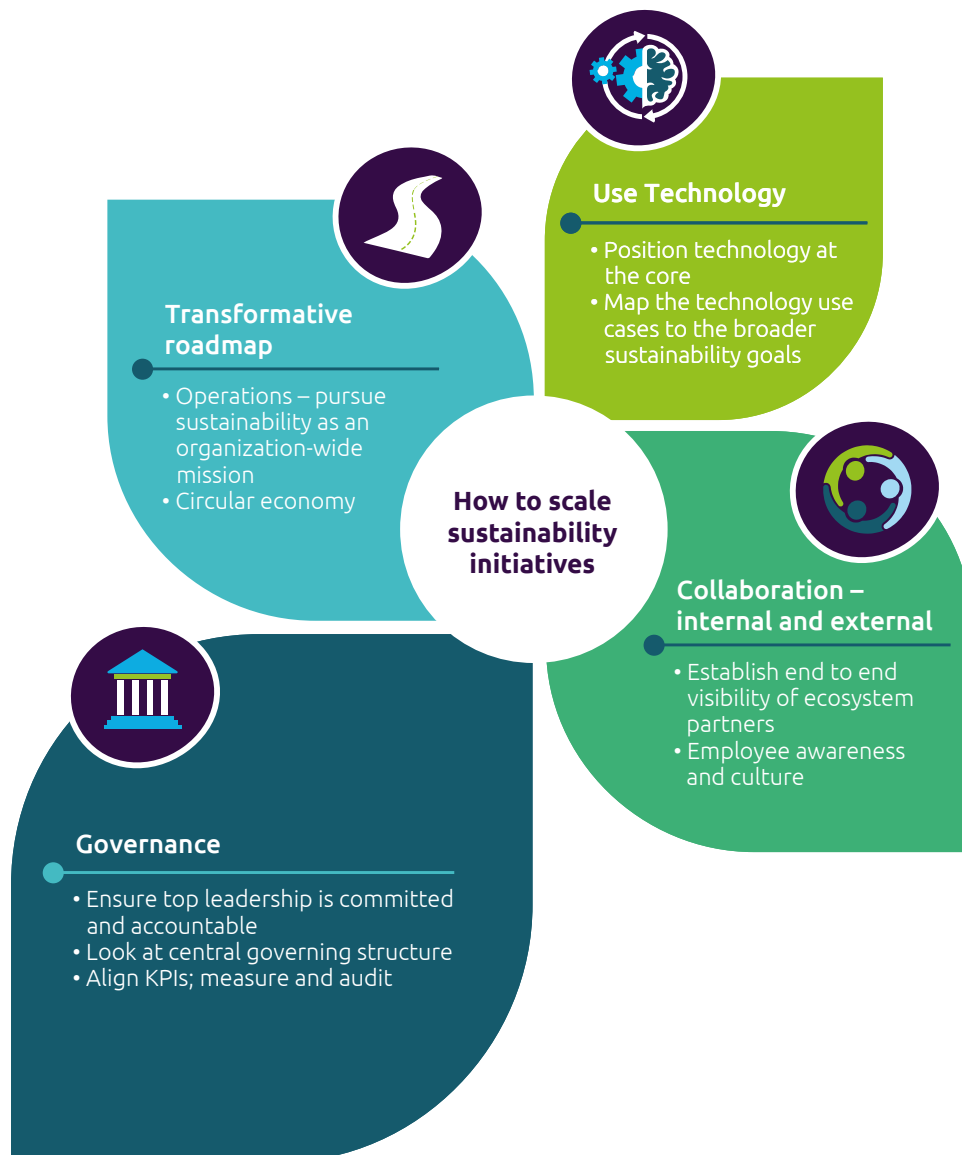 Use Technology
• Position technology at
the core
• Map the technology use
cases to the broader
sustainability goals
Transformative
roadmap
• Operations – pursue
sustainability as an
organization-wide
mission
• Circular economy
How to scale
sustainability
initiatives
Collaboration –
internal and external
• Establish end to end
visibility of ecosystem
partners
• Employee awareness
and culture
Governance
• Ensure top leadership is committed
and accountable
• Look at central governing structure
• Align KPIs; measure and audit